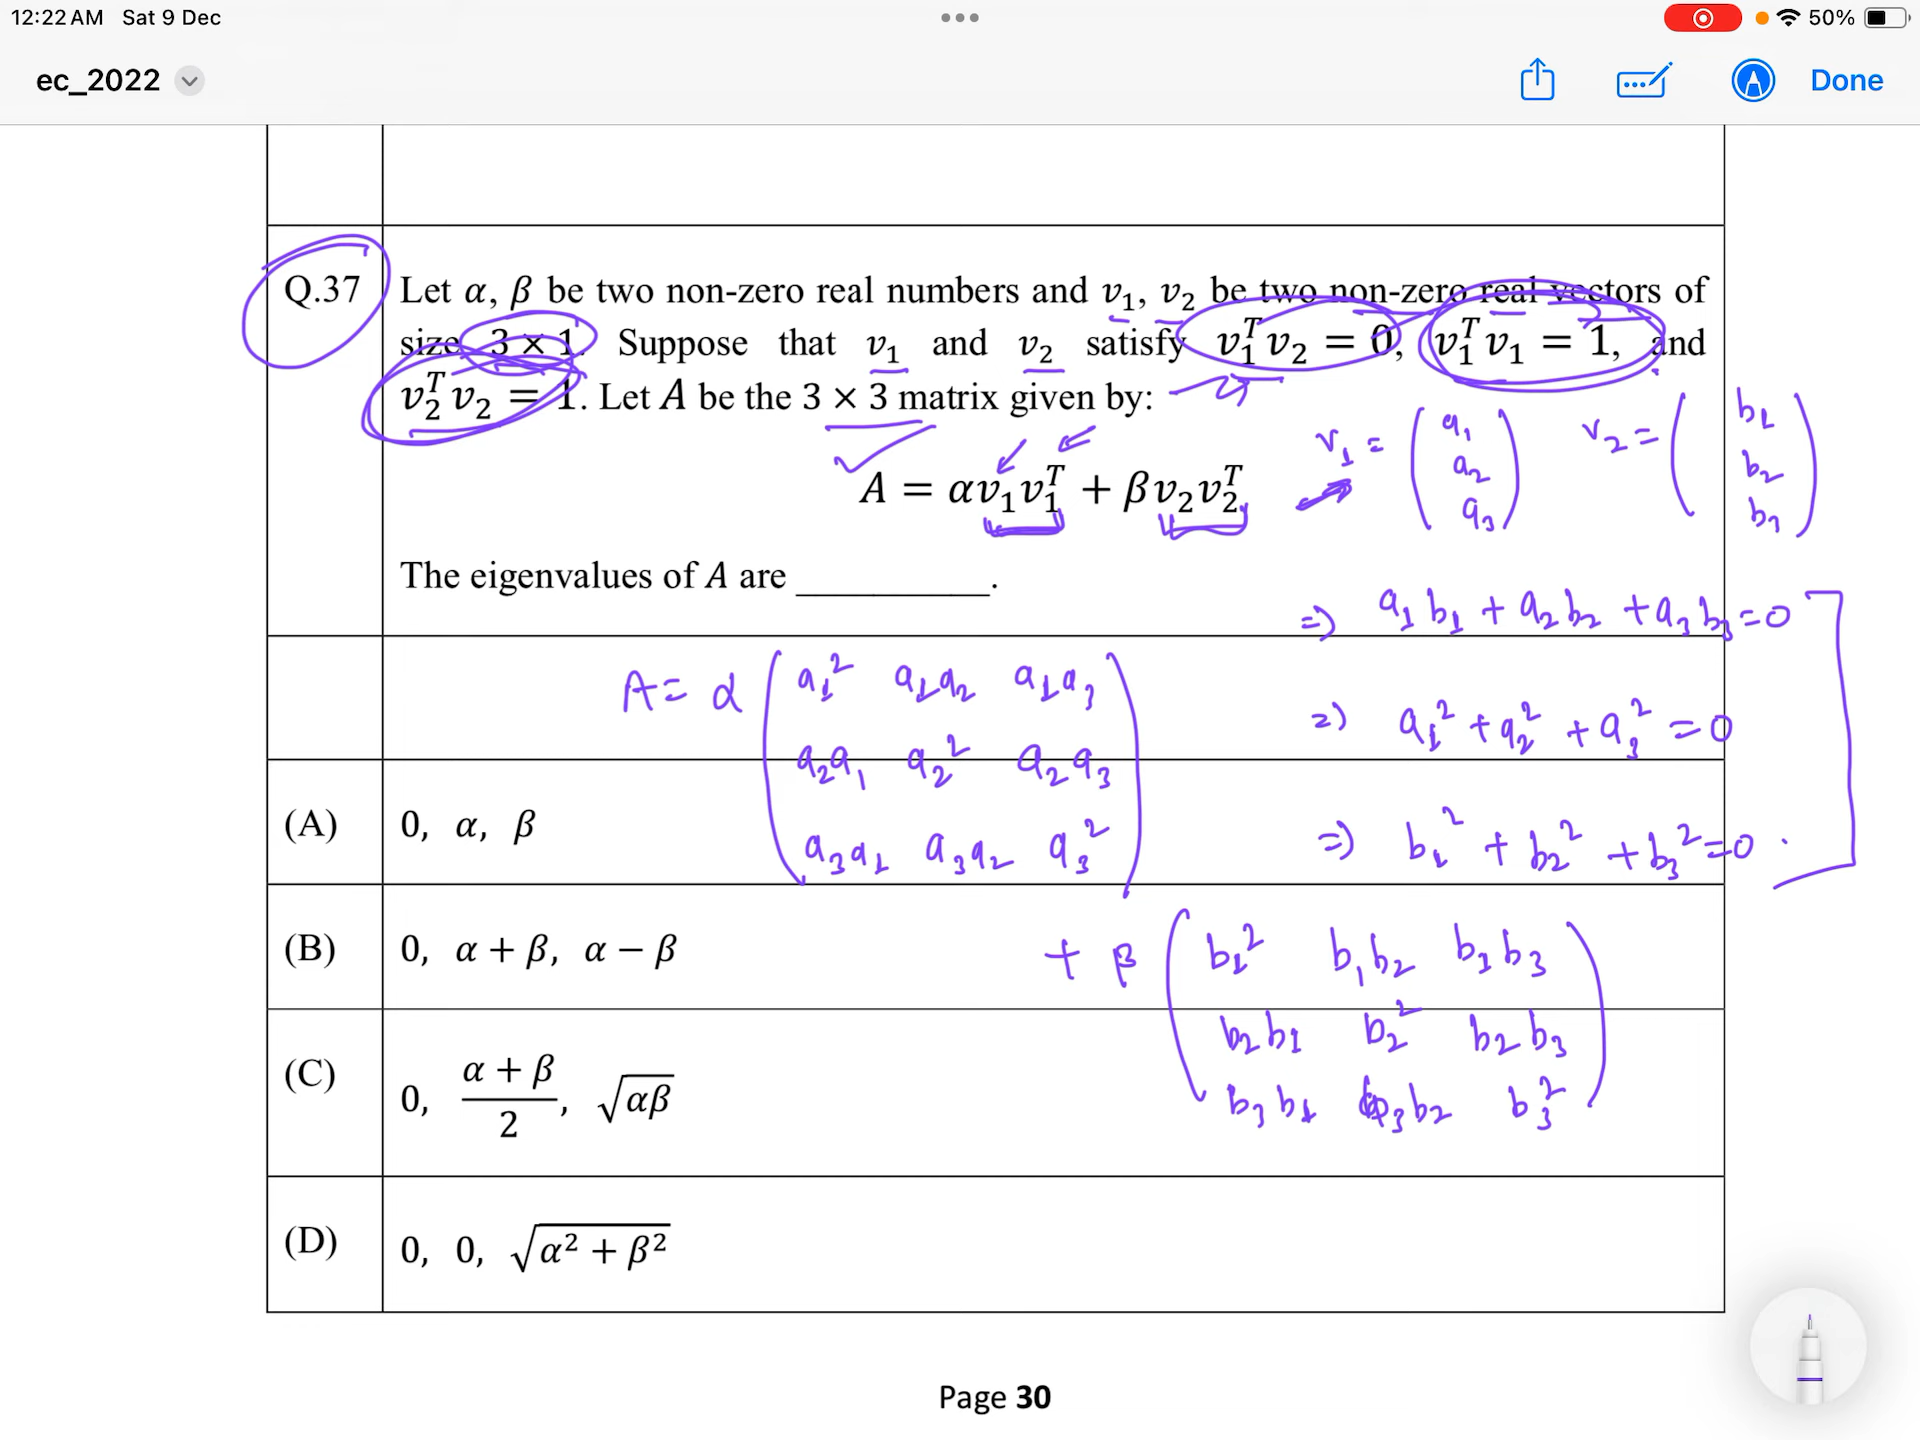 12:22 AM Sat 9 Dec
50%
ec_2022
Done
Q.37
Let α, β be two non-zero real numbers and v₁, v₂ be two non-zero real vectors of
size 3 × 1. Suppose that v₁ and v₂ satisfy v₁ᵀv₂ = 0, v₁ᵀv₁ = 1, and
v₂ᵀv₂ = 1. Let A be the 3 × 3 matrix given by:
A = αv₁v₁ᵀ + βv₂v₂ᵀ.
v₁ = (a₁ a₂ a₃) v₂ = (b₁ b₂ b₃)
The eigenvalues of A are __________.
=) a₁b₁ + a₂b₂ + a₃b₃ = 0
A = α ( a₁² a₁a₂ a₁a₃
a₂a₁ a₂² a₂a₃
a₃a₁ a₃a₂ a₃² )
=) a₁² + a₂² + a₃² = 0
(A) 0, α, β
=) b₁² + b₂² + b₃² = 0.
(B) 0, α + β, α − β
+ β ( b₁² b₁b₂ b₁b₃
b₂b₁ b₂² b₂b₃
b₃b₁ b₃b₂ b₃² )
(C) 0, (α + β)/2, √(αβ)
(D) 0, 0, √(α² + β²)
Page 30